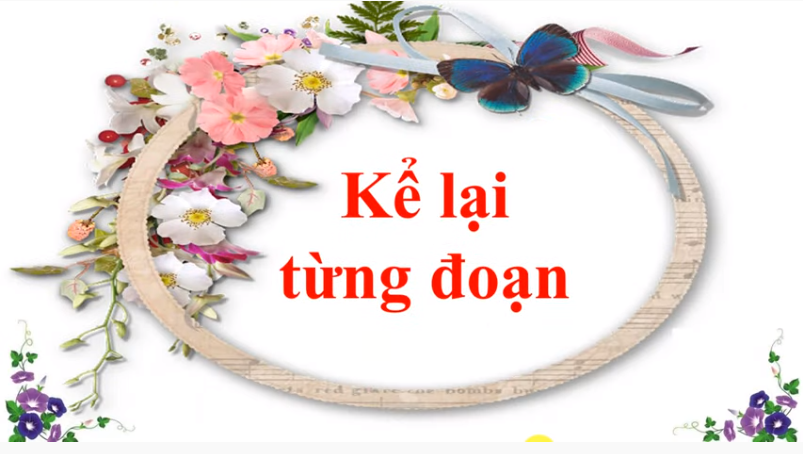 Kể lại
từng đoạn